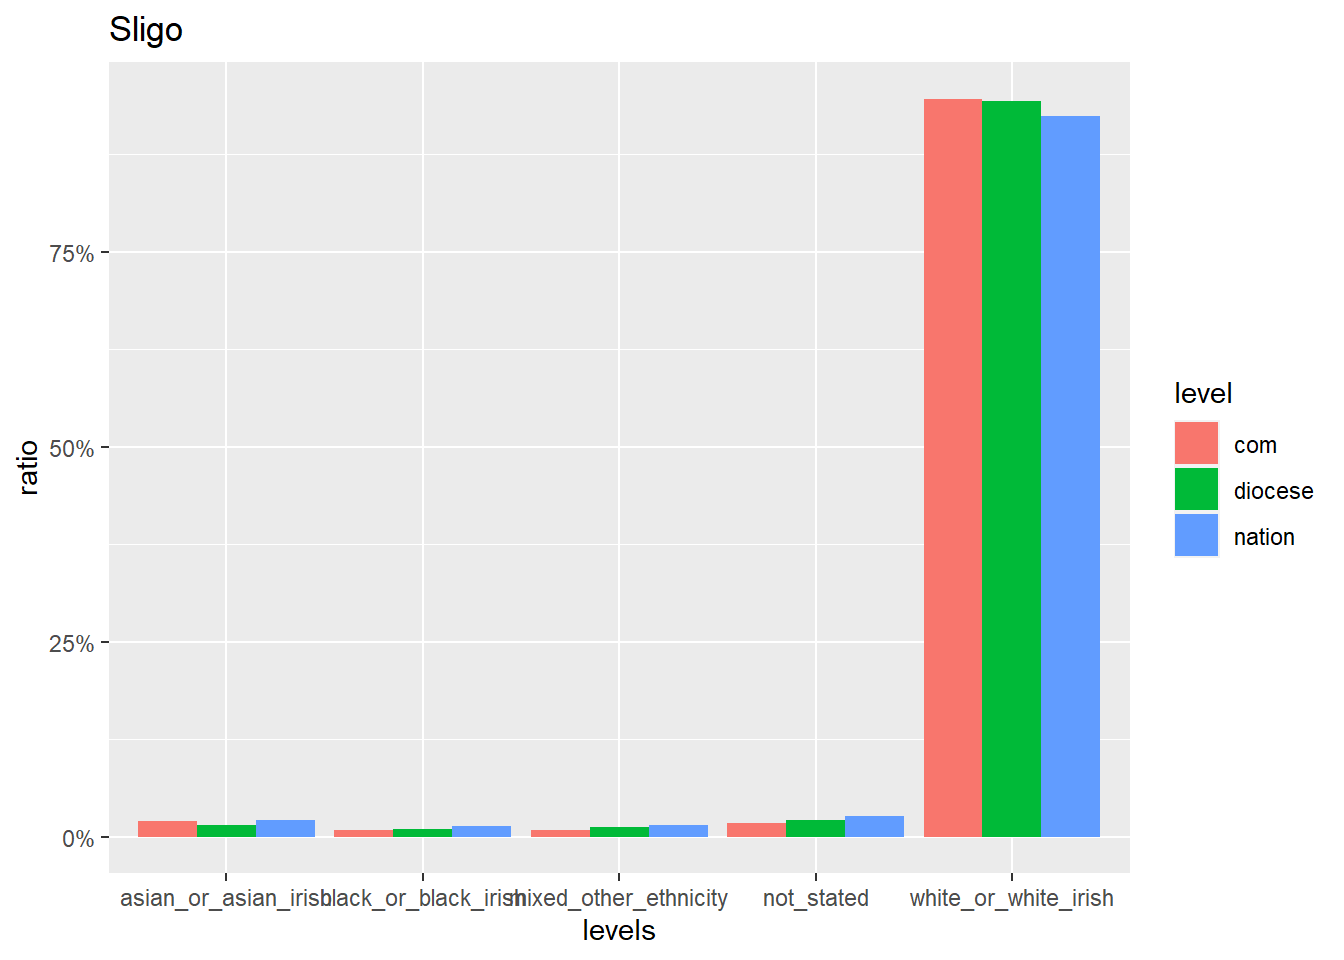 Sligo
ratio
75%
50%
25%
0%
asian_or_asian_irish black_or_black_irish mixed_other_ethnicity not_stated white_or_white_irish
levels
level
com
diocese
nation